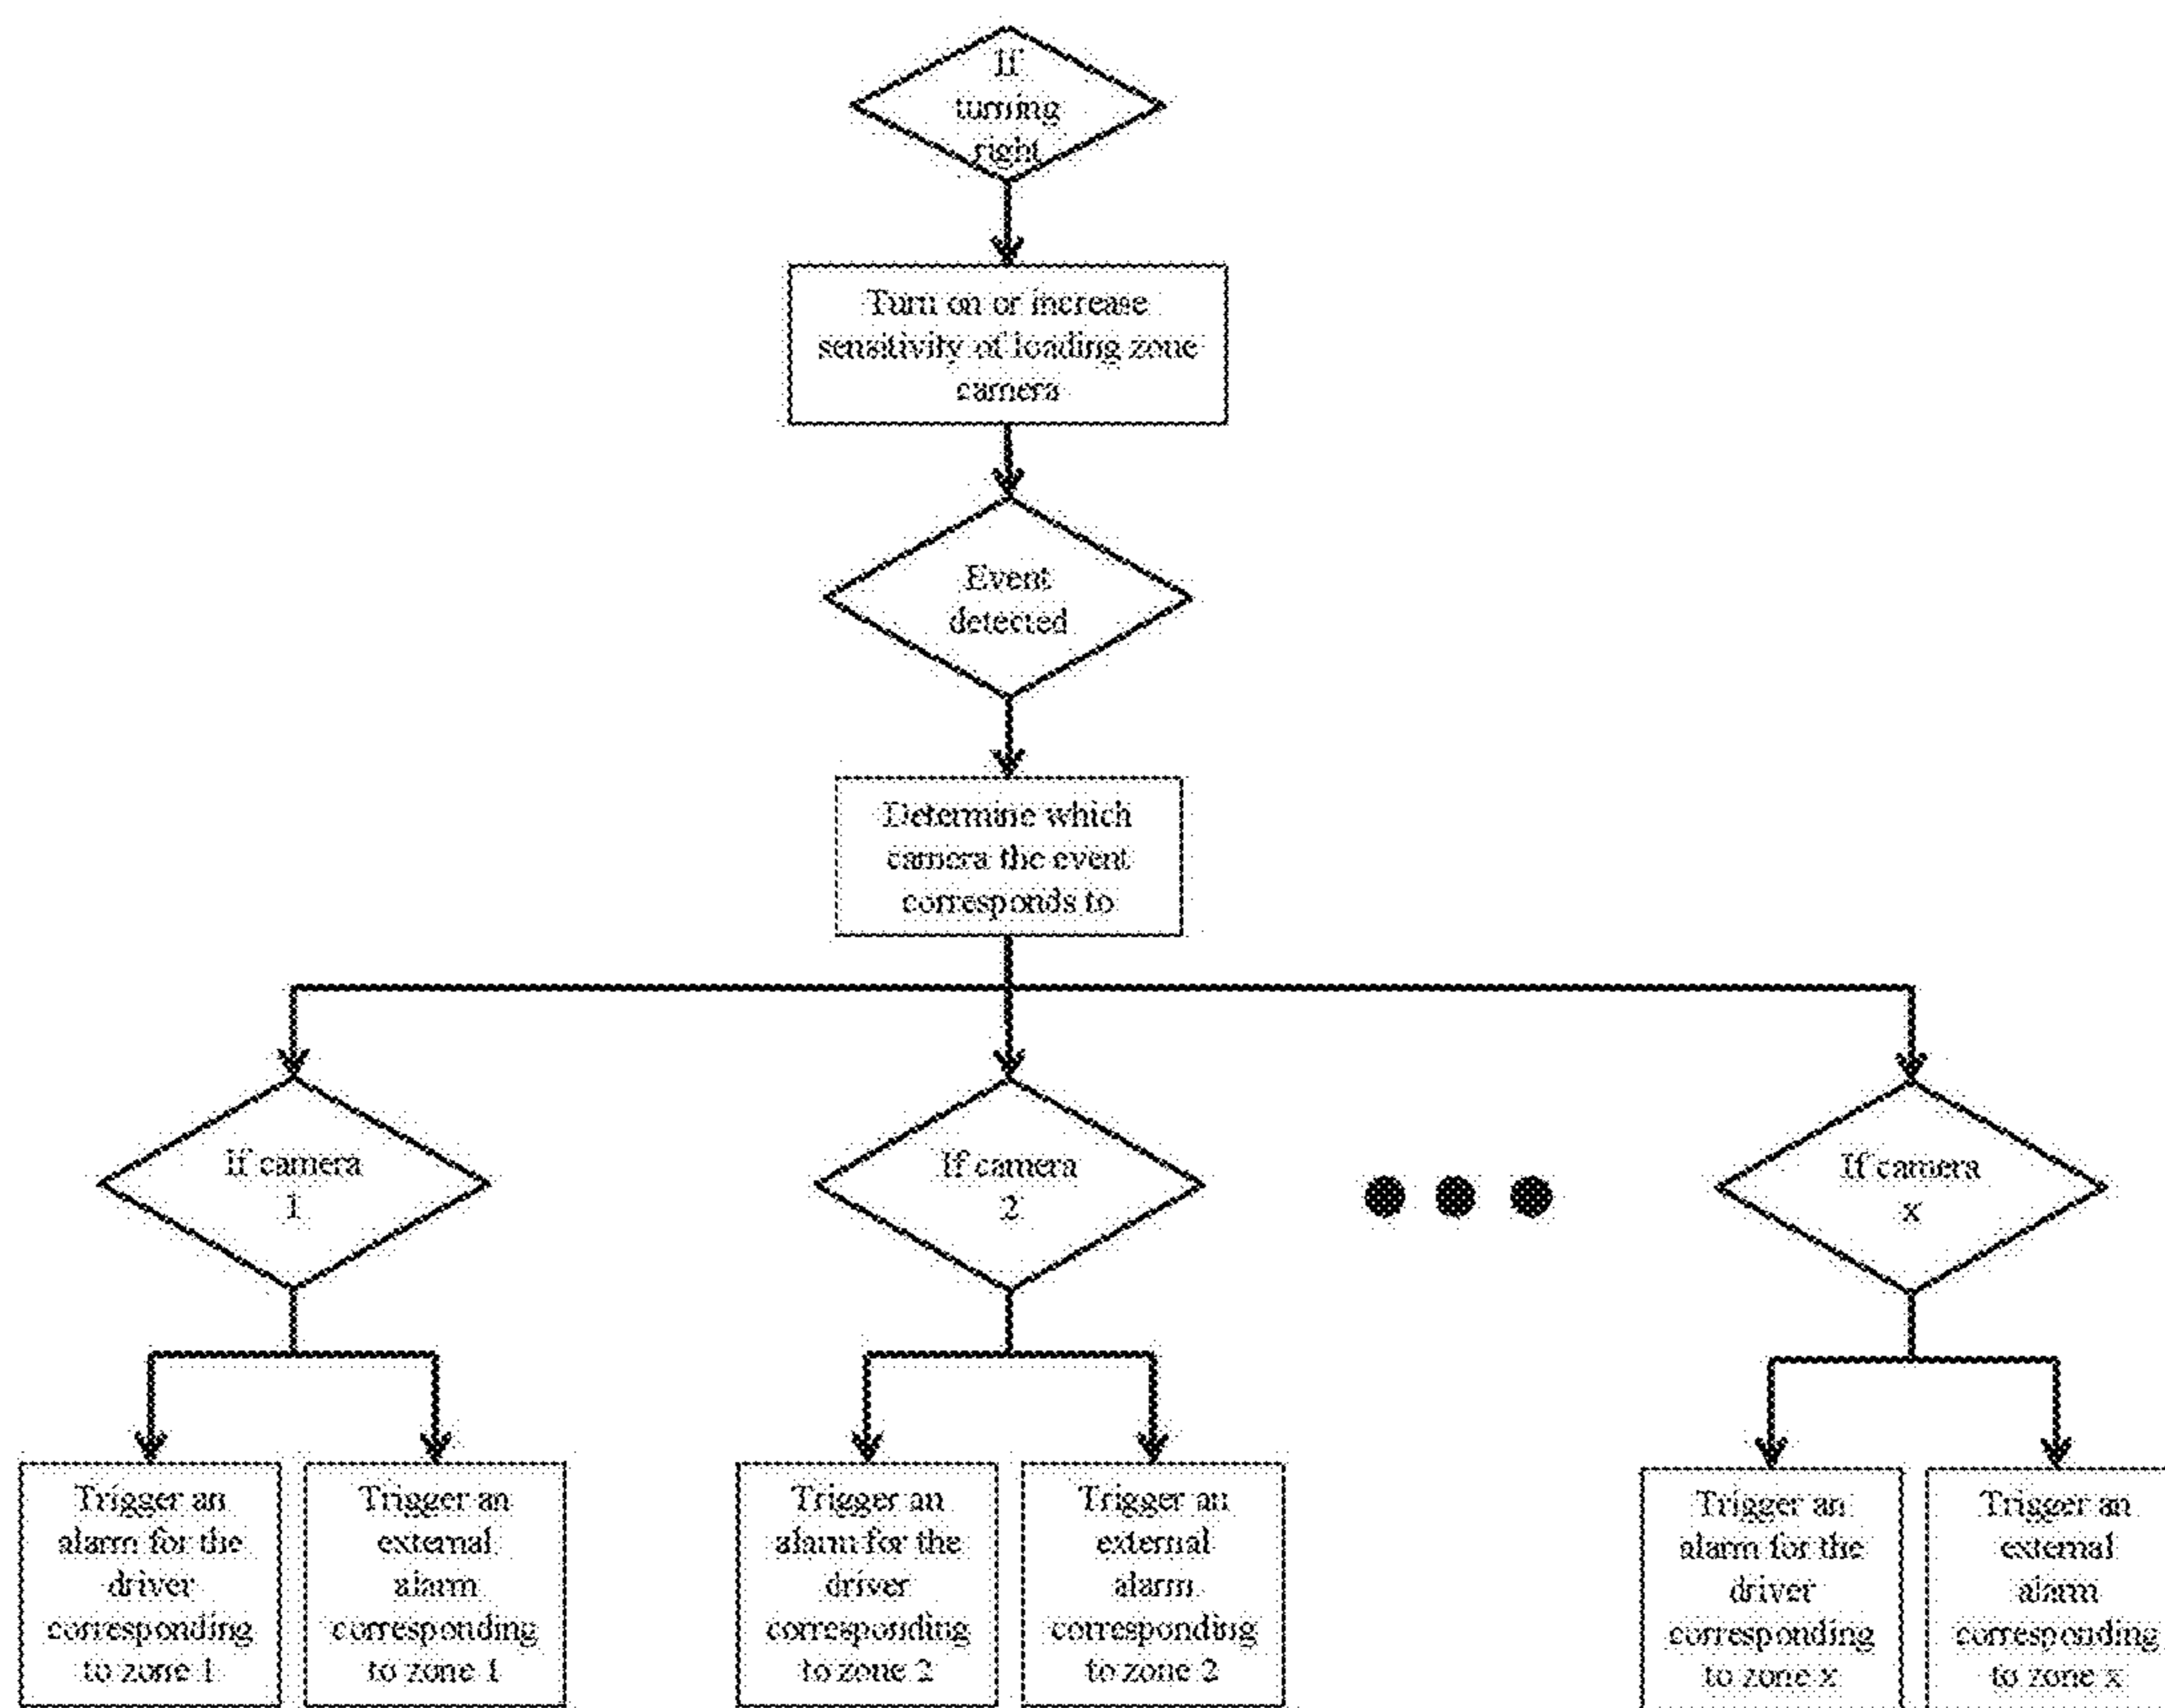 If
turning
right
Turn on or increase
sensitivity of loading zone
camera
Event
detected
Determine which
camera the event
corresponds to
If camera
1
If camera
2
If camera
x
Trigger an
alarm for the
driver
corresponding
to zone 1
Trigger an
external
alarm
corresponding
to zone 1
Trigger an
alarm for the
driver
corresponding
to zone 2
Trigger an
external
alarm
corresponding
to zone 2
Trigger an
alarm for the
driver
corresponding
to zone x
Trigger an
external
alarm
corresponding
to zone x